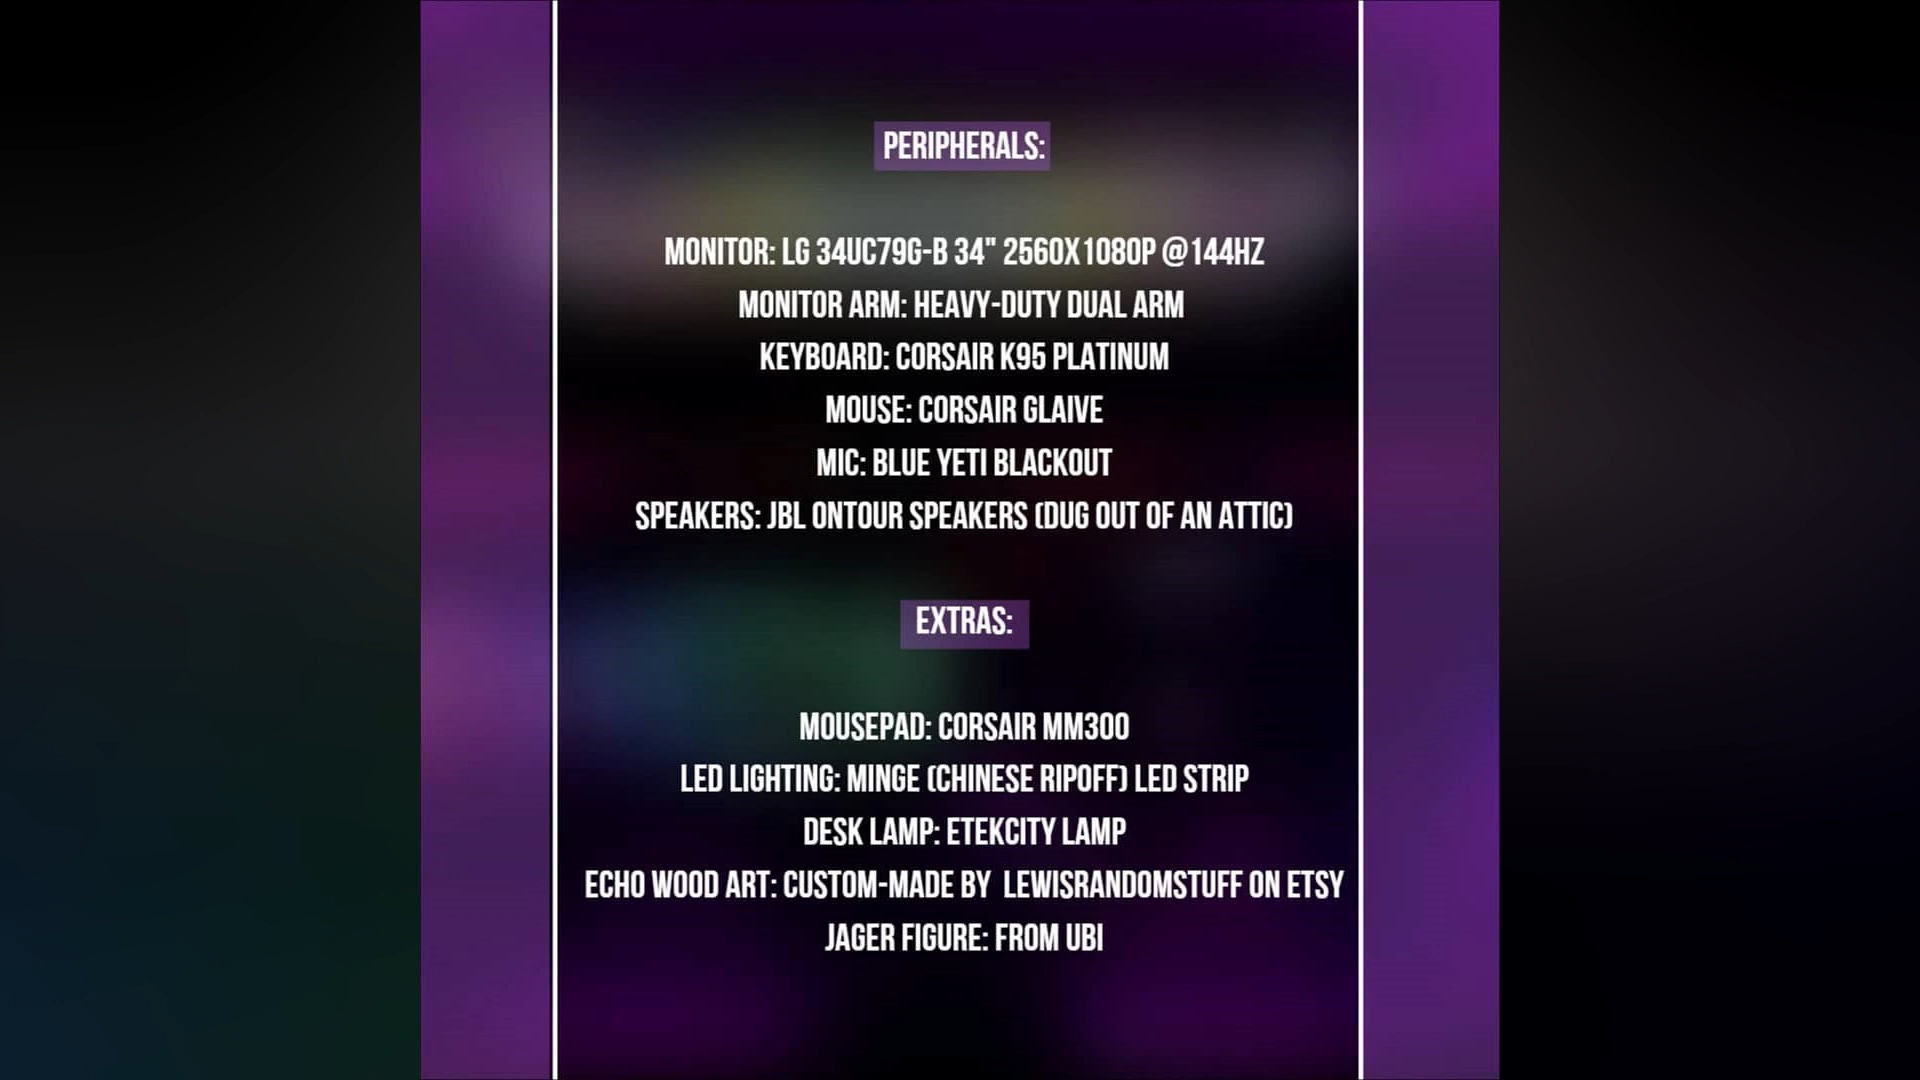 PERIPHERALS:
MONITOR: LG 34UC79G-B 34" 2560X1080P @144HZ
MONITOR ARM: HEAVY-DUTY DUAL ARM
KEYBOARD: CORSAIR K95 PLATINUM
MOUSE: CORSAIR GLAIVE
MIC: BLUE YETI BLACKOUT
SPEAKERS: JBL ONTOUR SPEAKERS (DUG OUT OF AN ATTIC)
EXTRAS:
MOUSEPAD: CORSAIR MM300
LED LIGHTING: MINGE (CHINESE RIPOFF) LED STRIP
DESK LAMP: ETEKCITY LAMP
ECHO WOOD ART: CUSTOM-MADE BY LEWISRANDOMSTUFF ON ETSY
JAGER FIGURE: FROM UBI